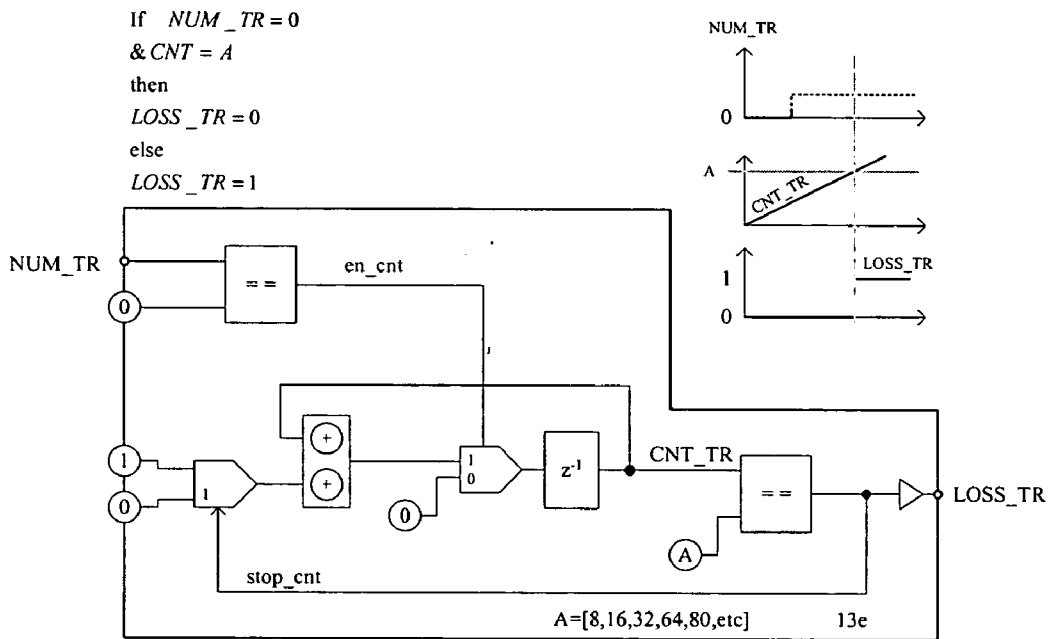 If NUM_TR = 0
& CNT = A
then
LOSS_TR = 0
else
LOSS_TR = 1
NUM_TR
0
A
CNT_TR
LOSS_TR
1
0
NUM_TR
0
==
en_cnt
1
0
1
+
+
1
0
0
z-1
CNT_TR
==
A
LOSS_TR
stop_cnt
A=[8,16,32,64,80,etc]
13e